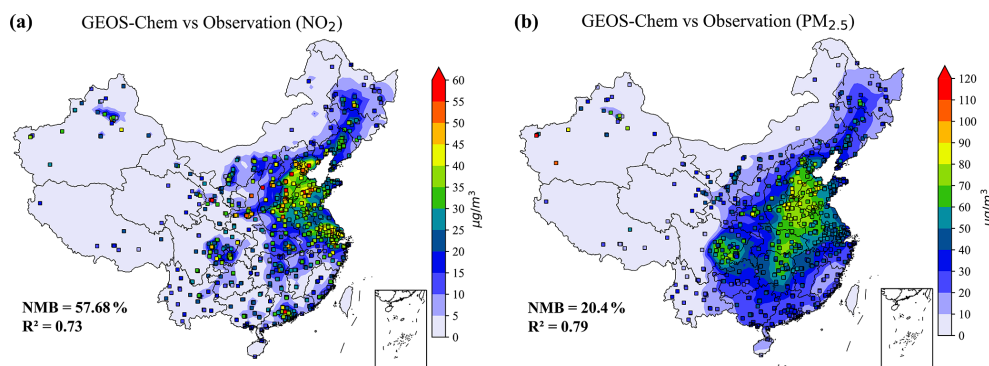 (a)
GEOS-Chem vs Observation (NO₂)
60
55
50
45
40
35
30
25
20
15
10
5
0
μg/m³
NMB = 57.68%
R² = 0.73
(b)
GEOS-Chem vs Observation (PM₂.₅)
120
110
100
90
80
70
60
50
40
30
20
10
0
μg/m³
NMB = 20.4%
R² = 0.79